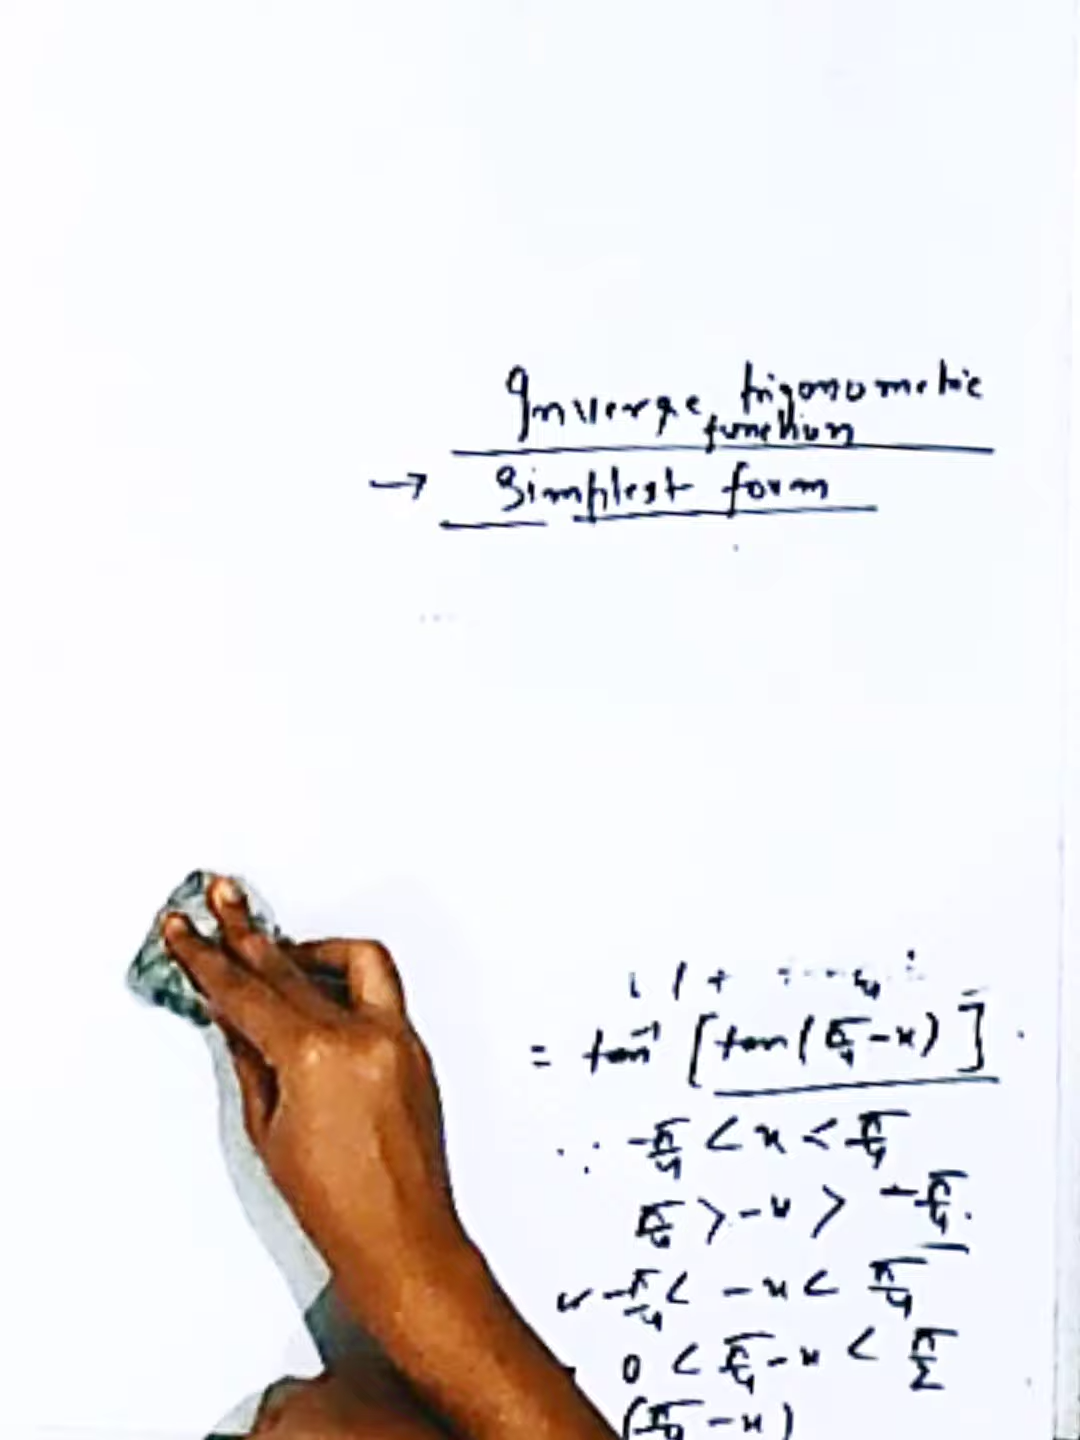 Inverse trigonometric
function
→ Simplest form
1 +
= tan⁻¹ [tan(π/4 - x)]
∵ -π/4 < x < π/4
π/4 > -x > -π/4.
-π/4 < -x < π/4
0 < π/4 - x < π/2
(π/4 - x)